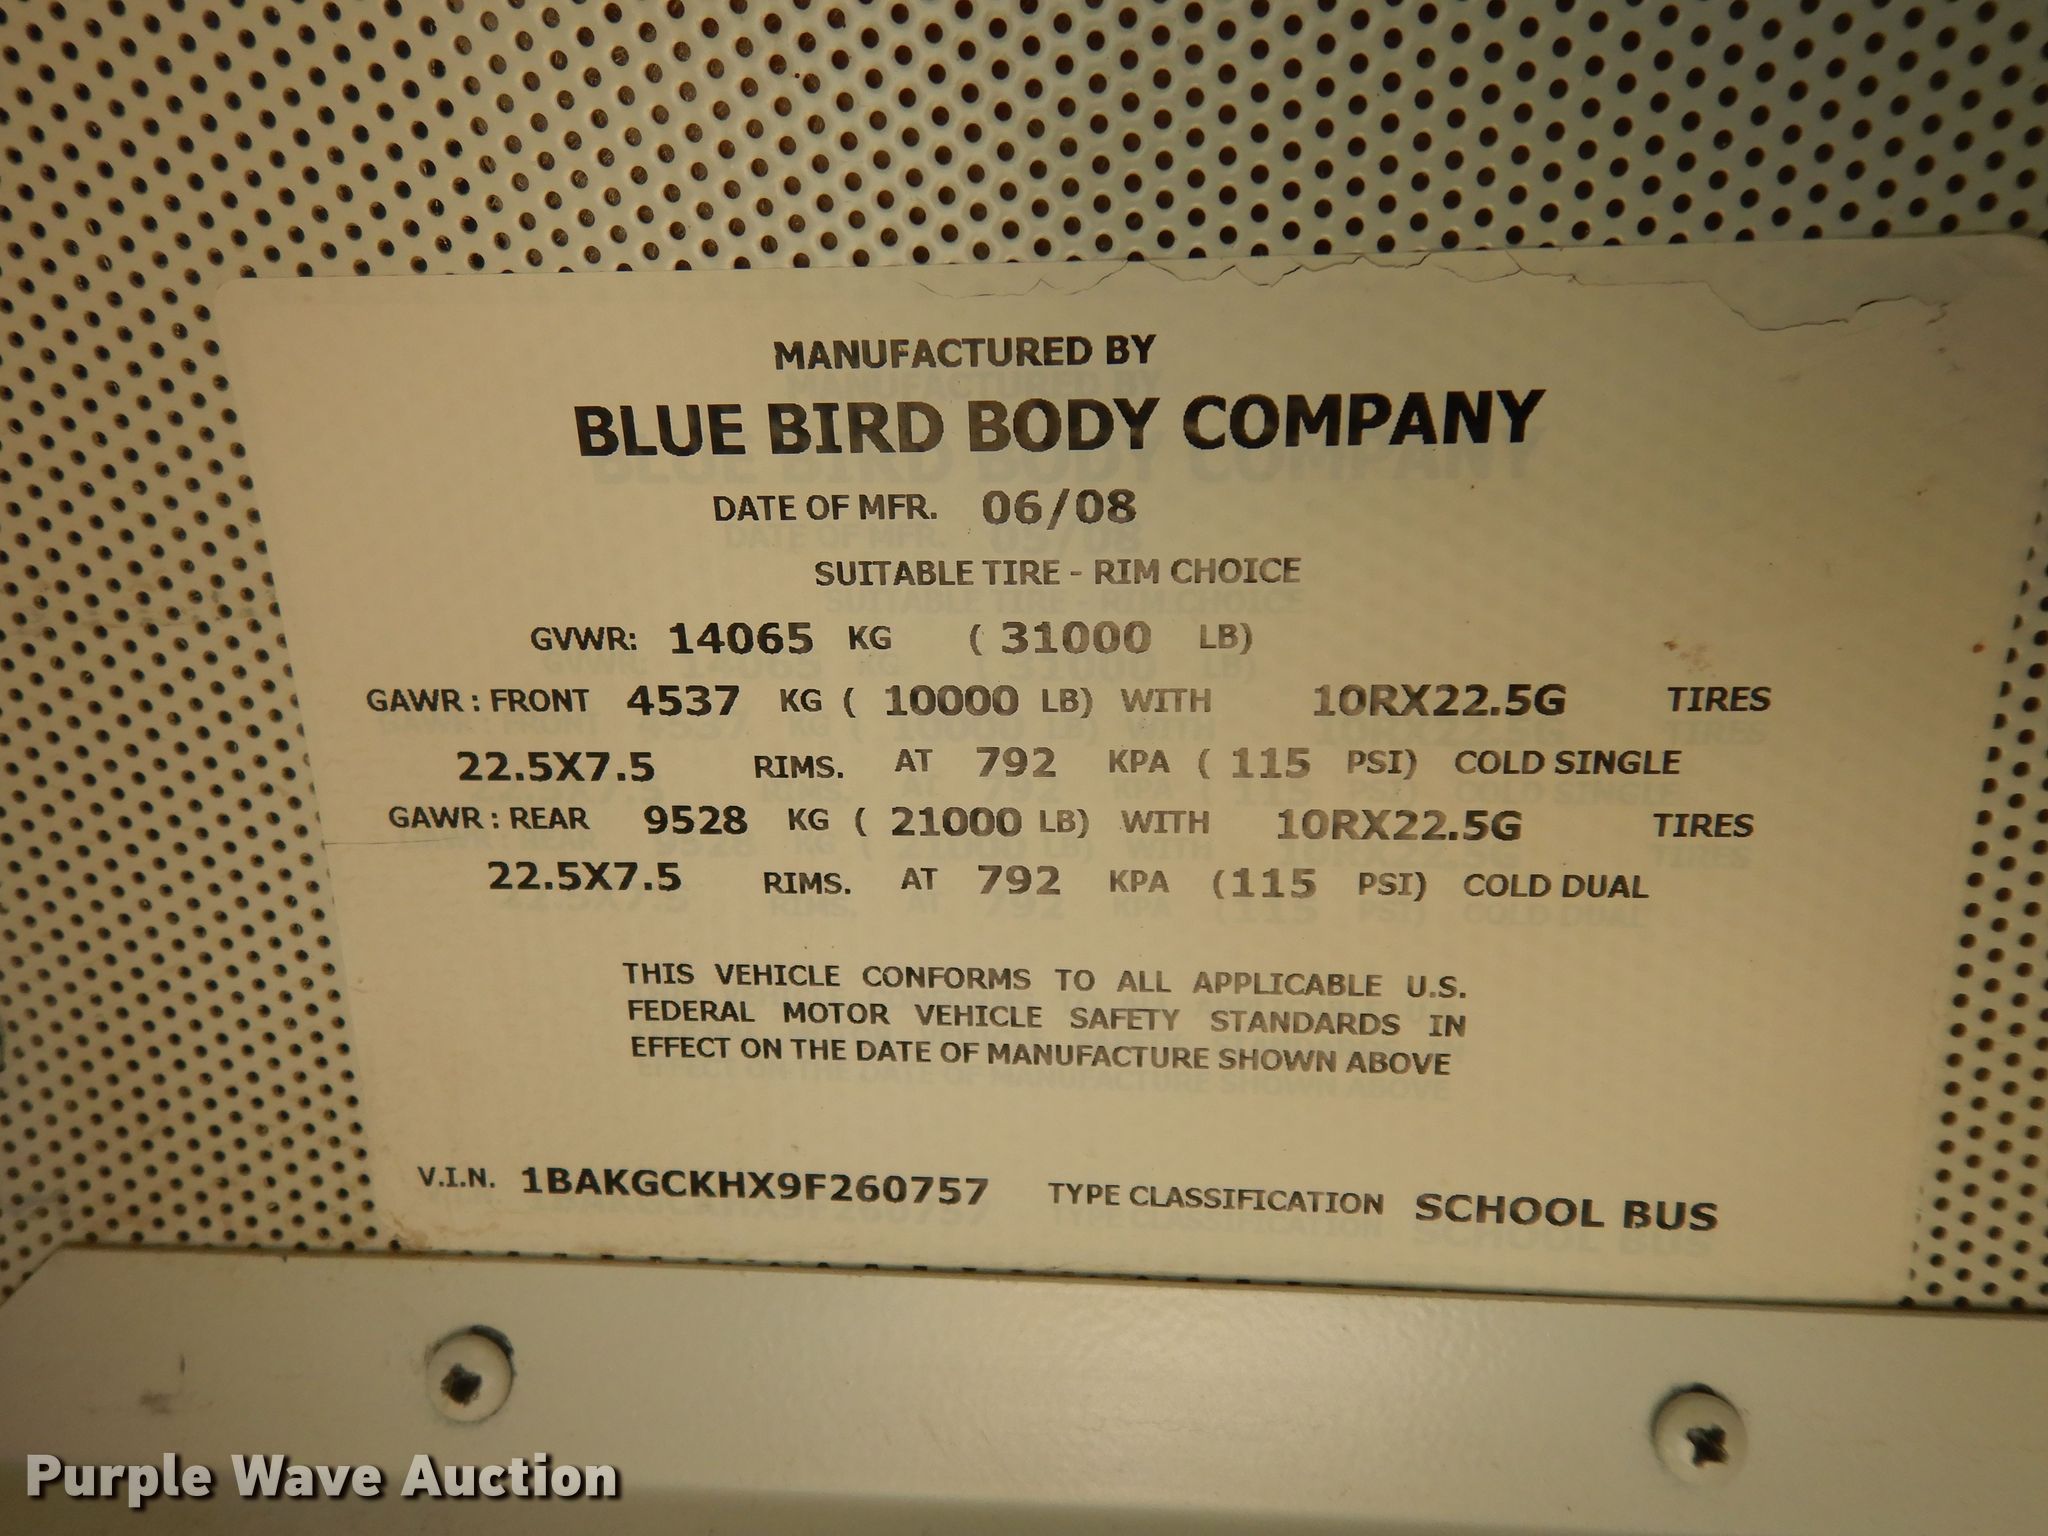 MANUFACTURED BY
BLUE BIRD BODY COMPANY
DATE OF MFR. 06/08
SUITABLE TIRE - RIM CHOICE
GVWR: 14065 KG ( 31000 LB)
GAWR : FRONT 4537 KG ( 10000 LB) WITH 10RX22.5G TIRES
22.5X7.5 RIMS. AT 792 KPA ( 115 PSI) COLD SINGLE
GAWR : REAR 9528 KG ( 21000 LB) WITH 10RX22.5G TIRES
22.5X7.5 RIMS. AT 792 KPA (115 PSI) COLD DUAL
THIS VEHICLE CONFORMS TO ALL APPLICABLE U.S.
FEDERAL MOTOR VEHICLE SAFETY STANDARDS IN
EFFECT ON THE DATE OF MANUFACTURE SHOWN ABOVE
V.I.N. 1BAKGCKHX9F260757 TYPE CLASSIFICATION SCHOOL BUS
Purple Wave Auction